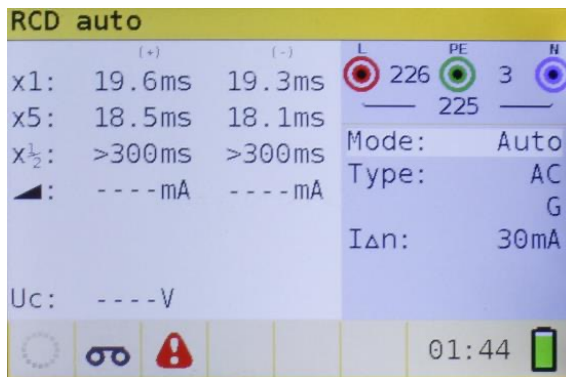 RCD auto
(+) (-)
x1: 19.6ms 19.3ms
x5: 18.5ms 18.1ms
x½: >300ms >300ms
◢: ----mA ----mA
Uc: ----V
L PE N
226 3
225
Mode: Auto
Type: AC
G
I∆n: 30mA
01:44